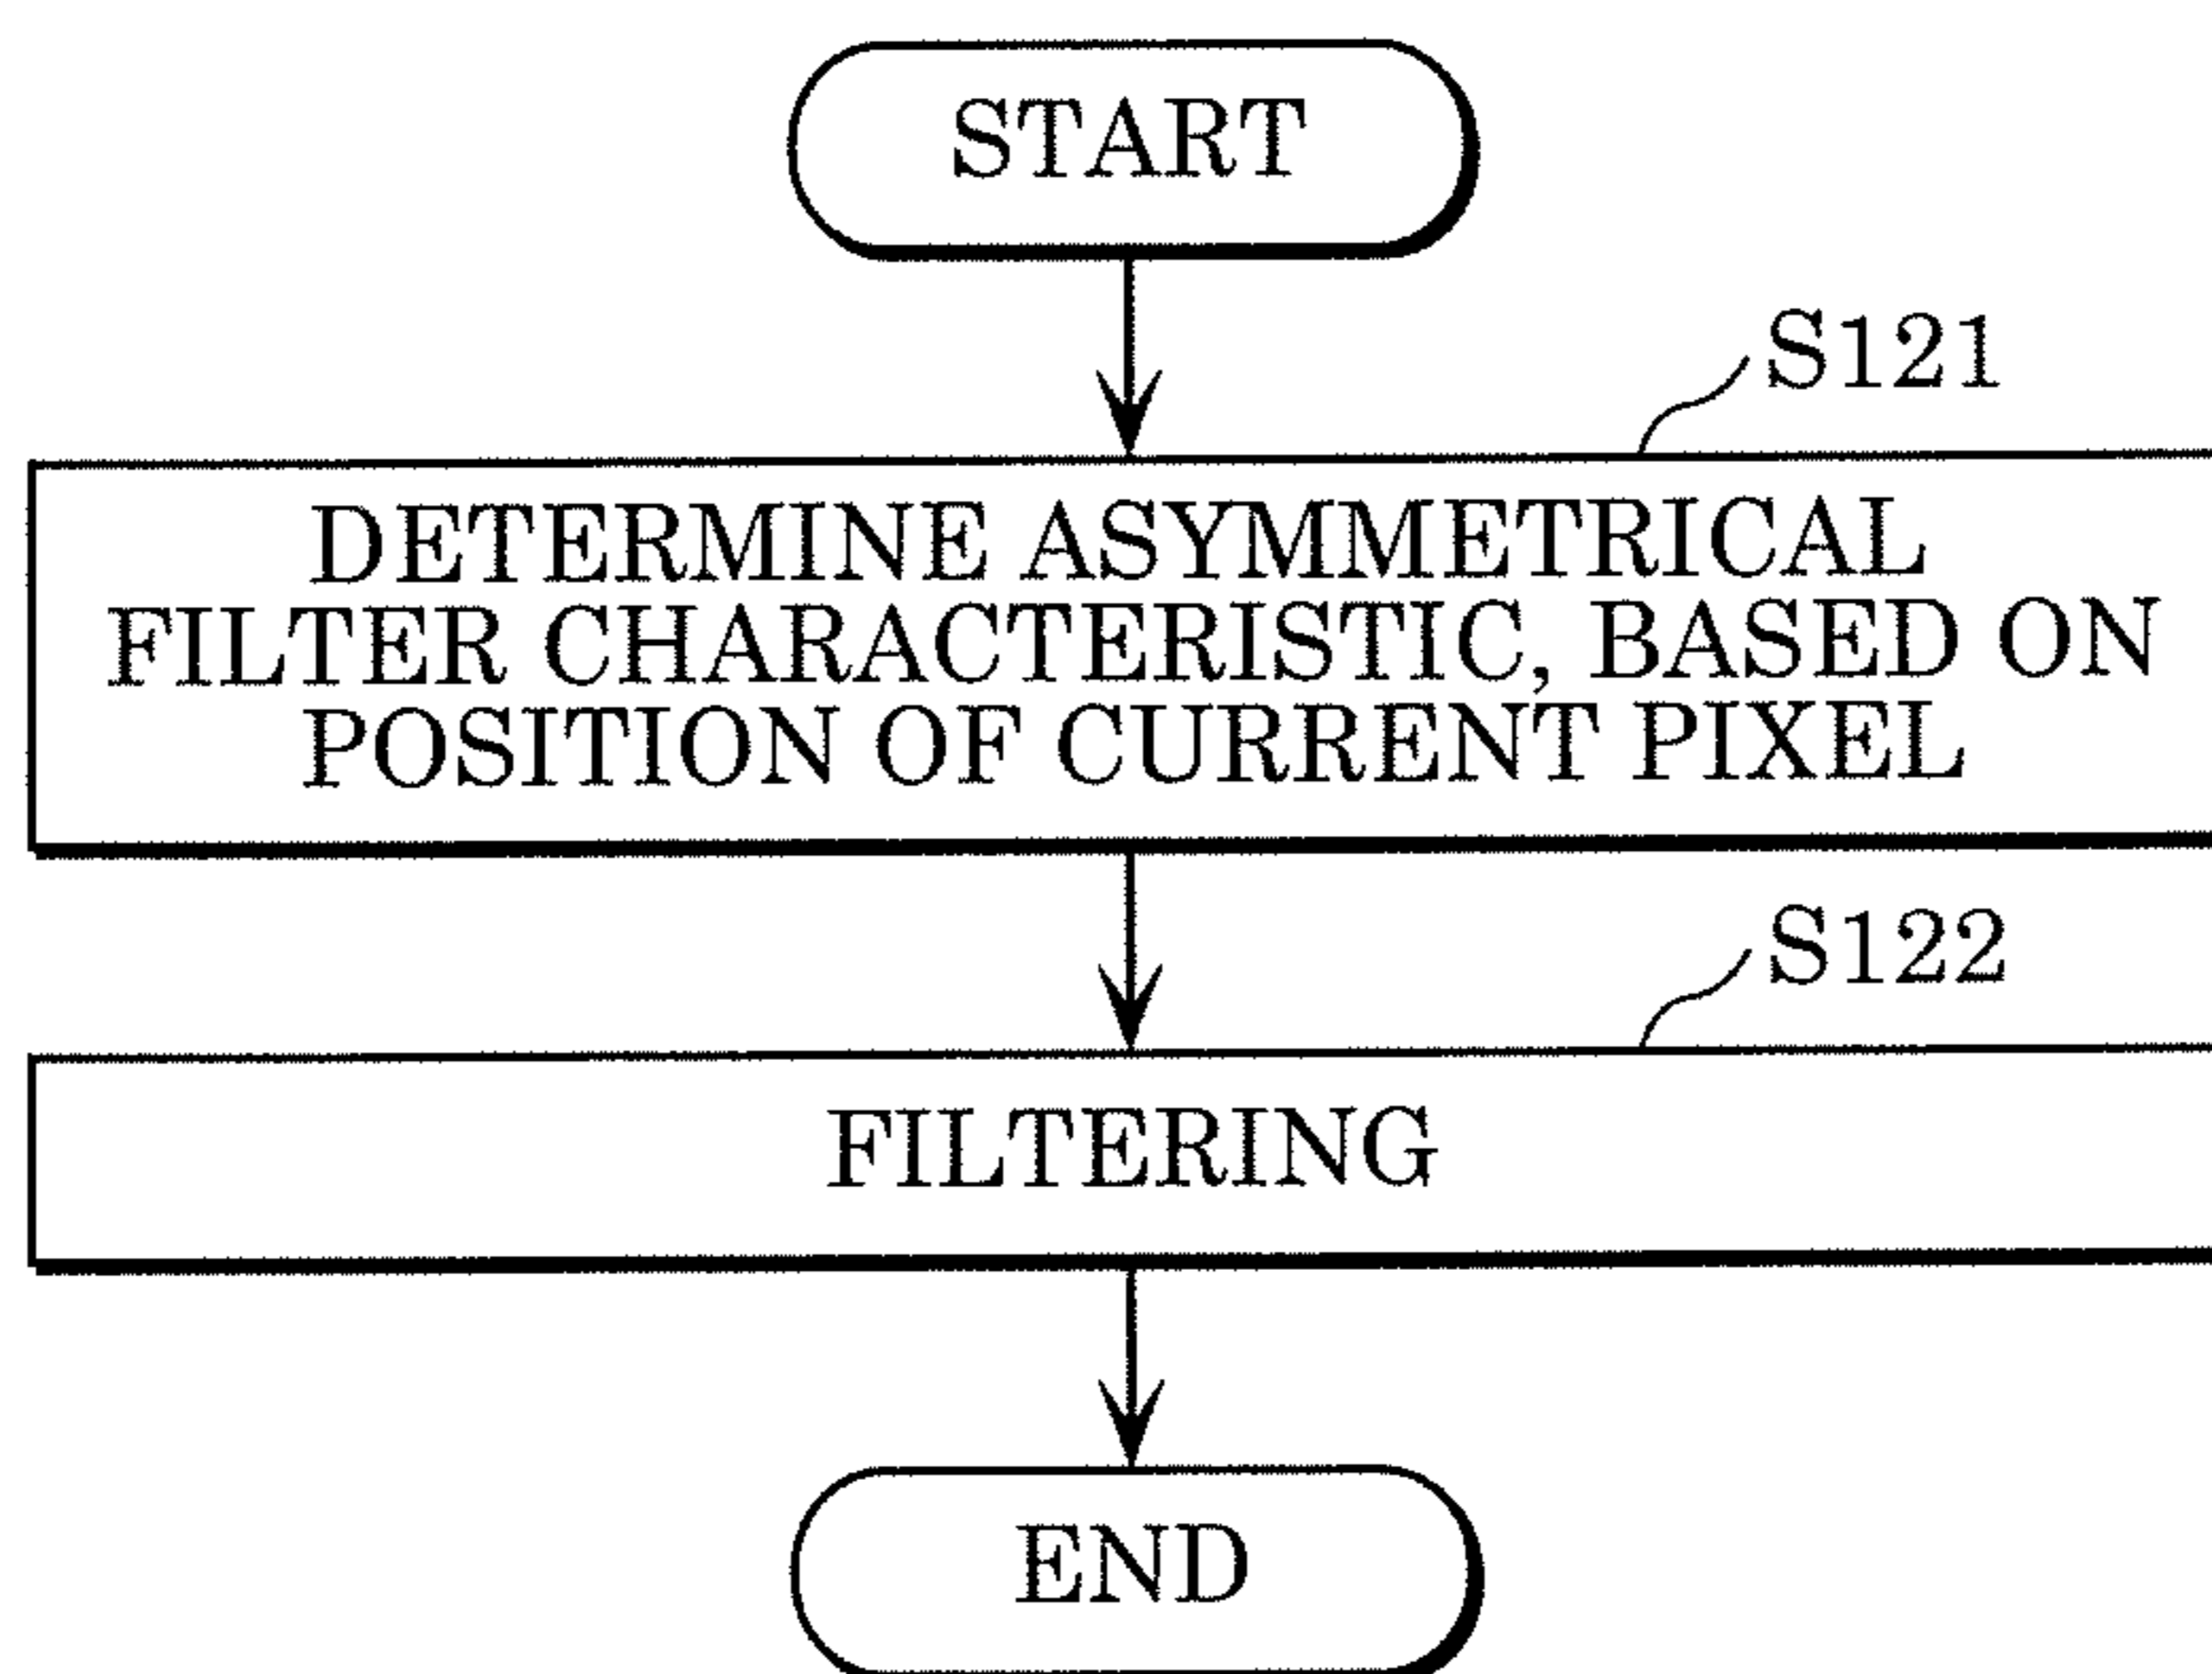 START
S121
DETERMINE ASYMMETRICAL
FILTER CHARACTERISTIC, BASED ON
POSITION OF CURRENT PIXEL
S122
FILTERING
END